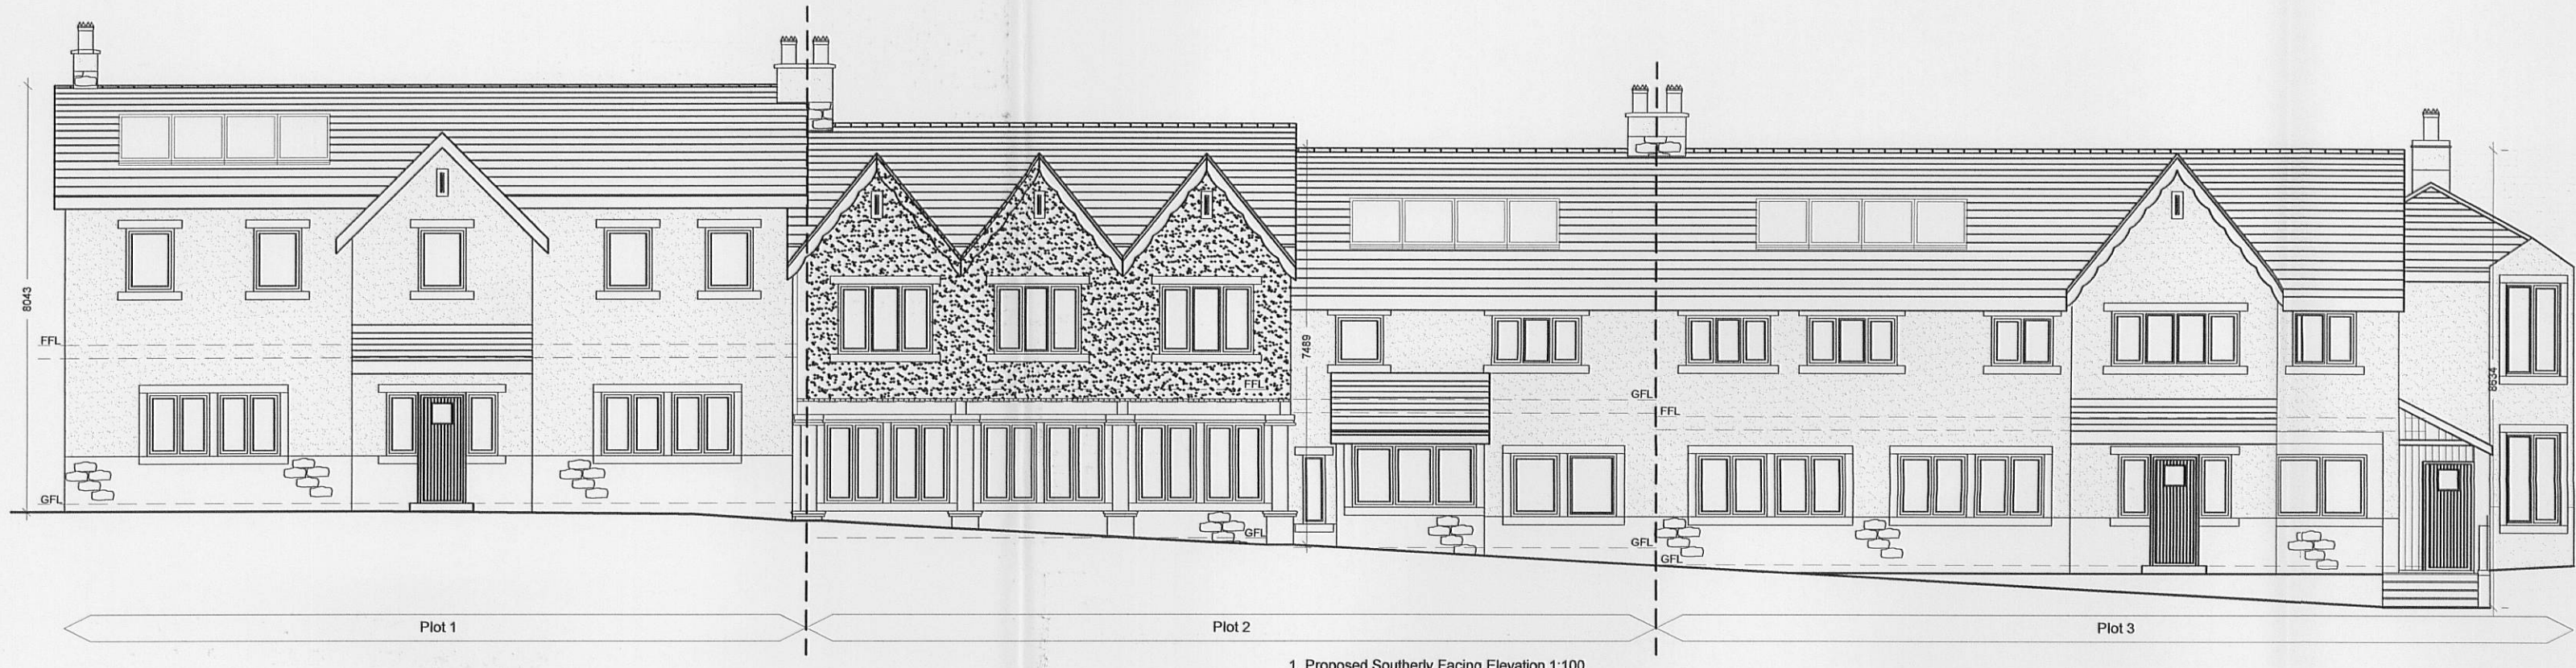 8043
FFL
GFL
FFL
GFL
7489
GFL
GFL
FFL
GFL
8634
Plot 1
Plot 2
Plot 3
1. Proposed Southerly Facing Elevation 1:100